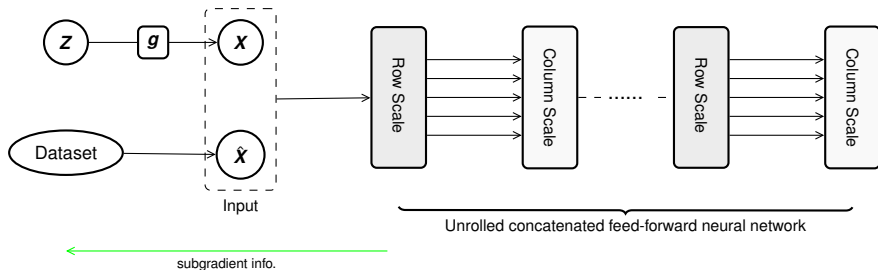 Z
g
X
Dataset
X̂
Input
Row Scale
Column Scale
......
Row Scale
Column Scale
Unrolled concatenated feed-forward neural network
subgradient info.